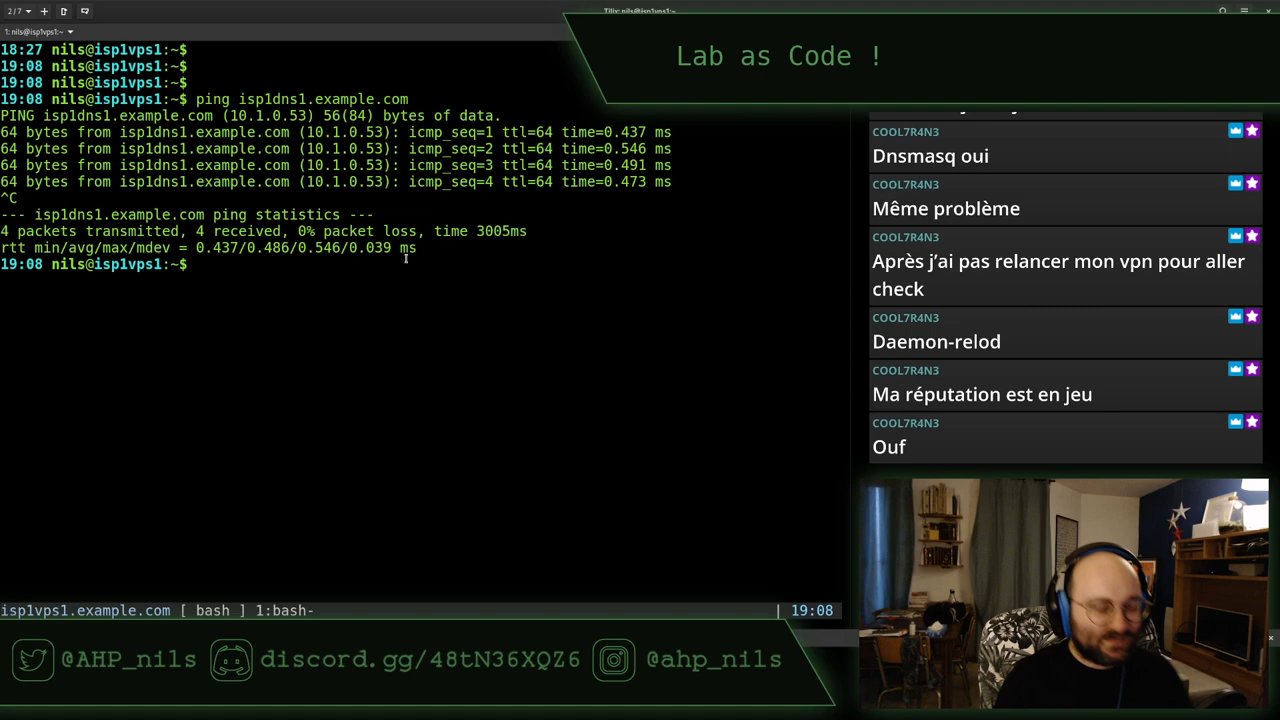 2/7
1: nils@isp1vps1:~
Lab as Code !
18:27 nils@isp1vps1:~$
19:08 nils@isp1vps1:~$
19:08 nils@isp1vps1:~$
19:08 nils@isp1vps1:~$ ping isp1dns1.example.com
PING isp1dns1.example.com (10.1.0.53) 56(84) bytes of data.
64 bytes from isp1dns1.example.com (10.1.0.53): icmp_seq=1 ttl=64 time=0.437 ms
64 bytes from isp1dns1.example.com (10.1.0.53): icmp_seq=2 ttl=64 time=0.546 ms
64 bytes from isp1dns1.example.com (10.1.0.53): icmp_seq=3 ttl=64 time=0.491 ms
64 bytes from isp1dns1.example.com (10.1.0.53): icmp_seq=4 ttl=64 time=0.473 ms
^C
--- isp1dns1.example.com ping statistics ---
4 packets transmitted, 4 received, 0% packet loss, time 3005ms
rtt min/avg/max/mdev = 0.437/0.486/0.546/0.039 ms
19:08 nils@isp1vps1:~$
isp1vps1.example.com [ bash ] 1:bash- | 19:08
COOL7R4N3
Dnsmasq oui
COOL7R4N3
Même problème
COOL7R4N3
Après j’ai pas relancer mon vpn pour aller
check
COOL7R4N3
Daemon-relod
COOL7R4N3
Ma réputation est en jeu
COOL7R4N3
Ouf
@AHP_nils discord.gg/48tN36XQZ6 @ahp_nils